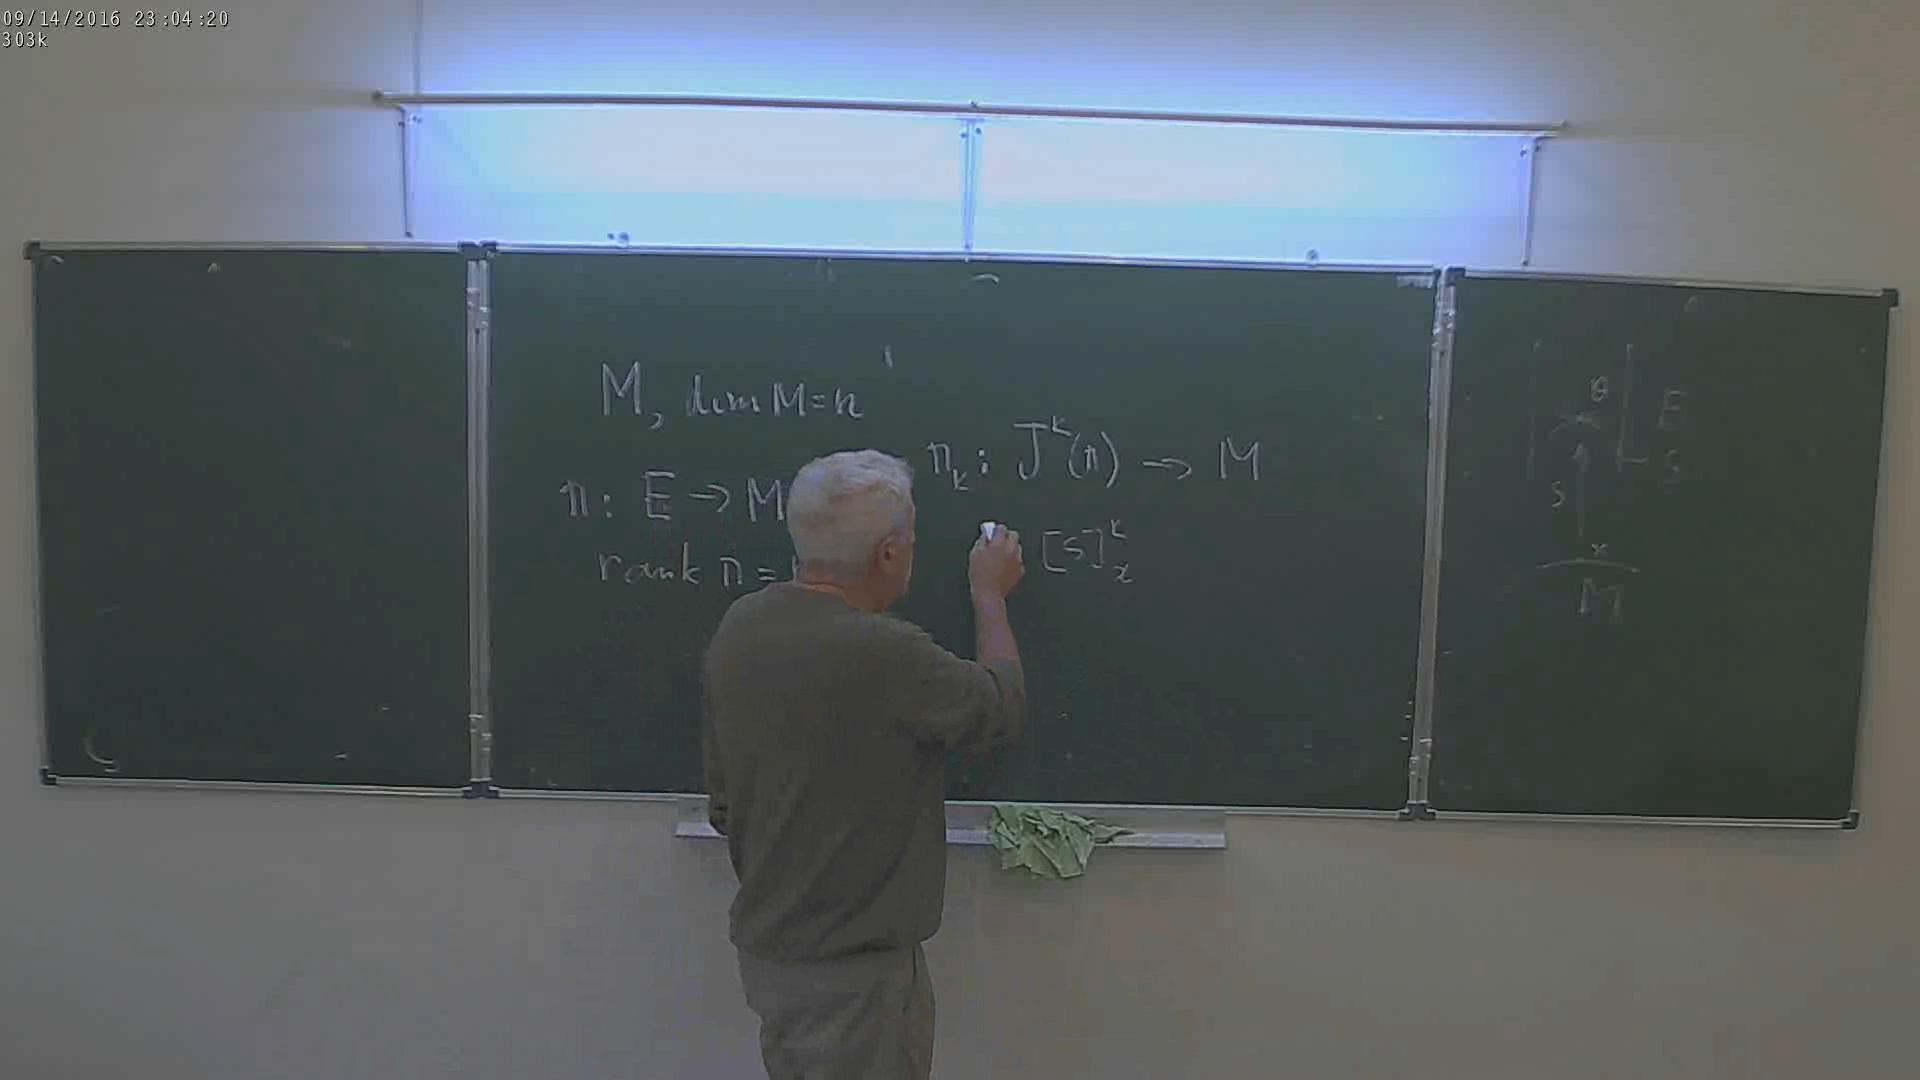 09/14/2016 23:04:20
303k
M, dim M = n
π: E → M
rank π =
π_k: J^k(π) → M
[s]^k_x
θ
E
S
s
x
M